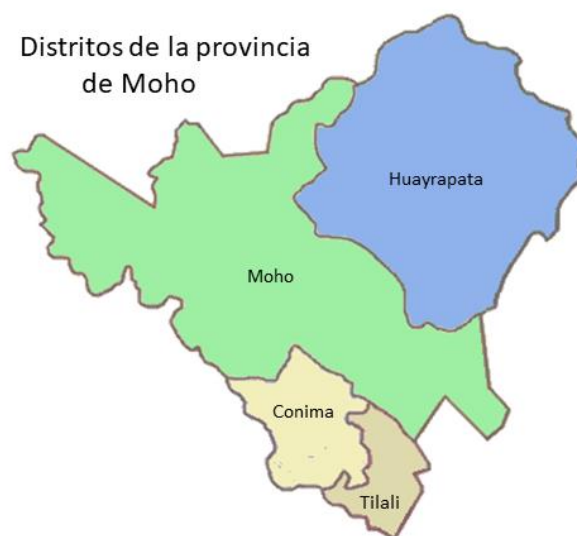 Distritos de la provincia
de Moho
Huayrapata
Moho
Conima
Tilali